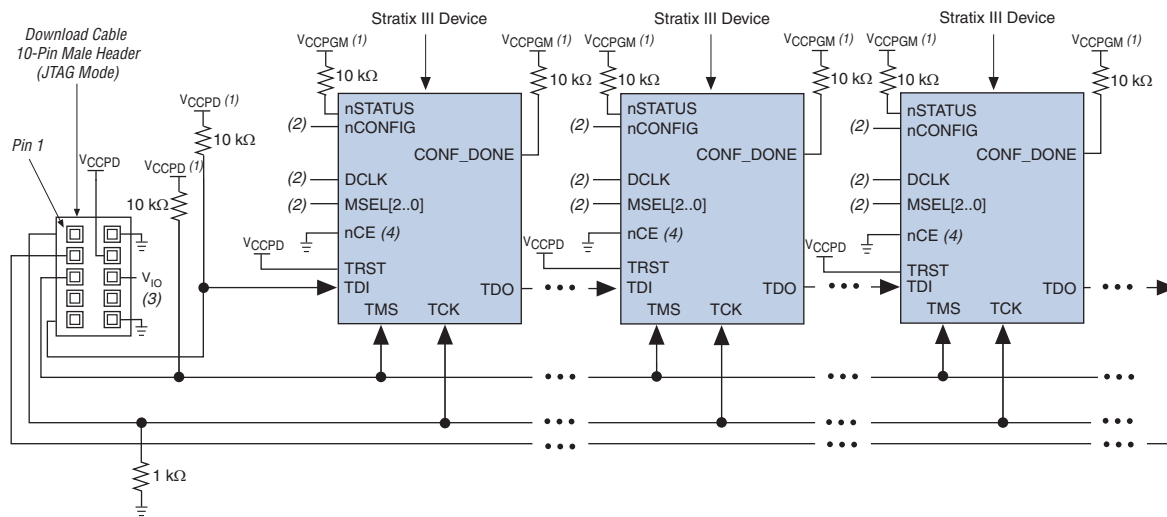 Download Cable
10-Pin Male Header
(JTAG Mode)
Pin 1
VCCPD
VCCPD (1)
10 kΩ
VCCPD (1)
10 kΩ
VIO
(3)
1 kΩ
Stratix III Device
VCCPGM (1)
10 kΩ
VCCPGM (1)
10 kΩ
nSTATUS
(2) nCONFIG
CONF_DONE
(2) DCLK
(2) MSEL[2..0]
nCE (4)
VCCPD
TRST
TDI
TDO
TMS TCK
Stratix III Device
VCCPGM (1)
10 kΩ
VCCPGM (1)
10 kΩ
nSTATUS
(2) nCONFIG
CONF_DONE
(2) DCLK
(2) MSEL[2..0]
nCE (4)
VCCPD
TRST
TDI
TDO
TMS TCK
Stratix III Device
VCCPGM (1)
10 kΩ
VCCPGM (1)
10 kΩ
nSTATUS
(2) nCONFIG
CONF_DONE
(2) DCLK
(2) MSEL[2..0]
nCE (4)
VCCPD
TRST
TDI
TDO
TMS TCK